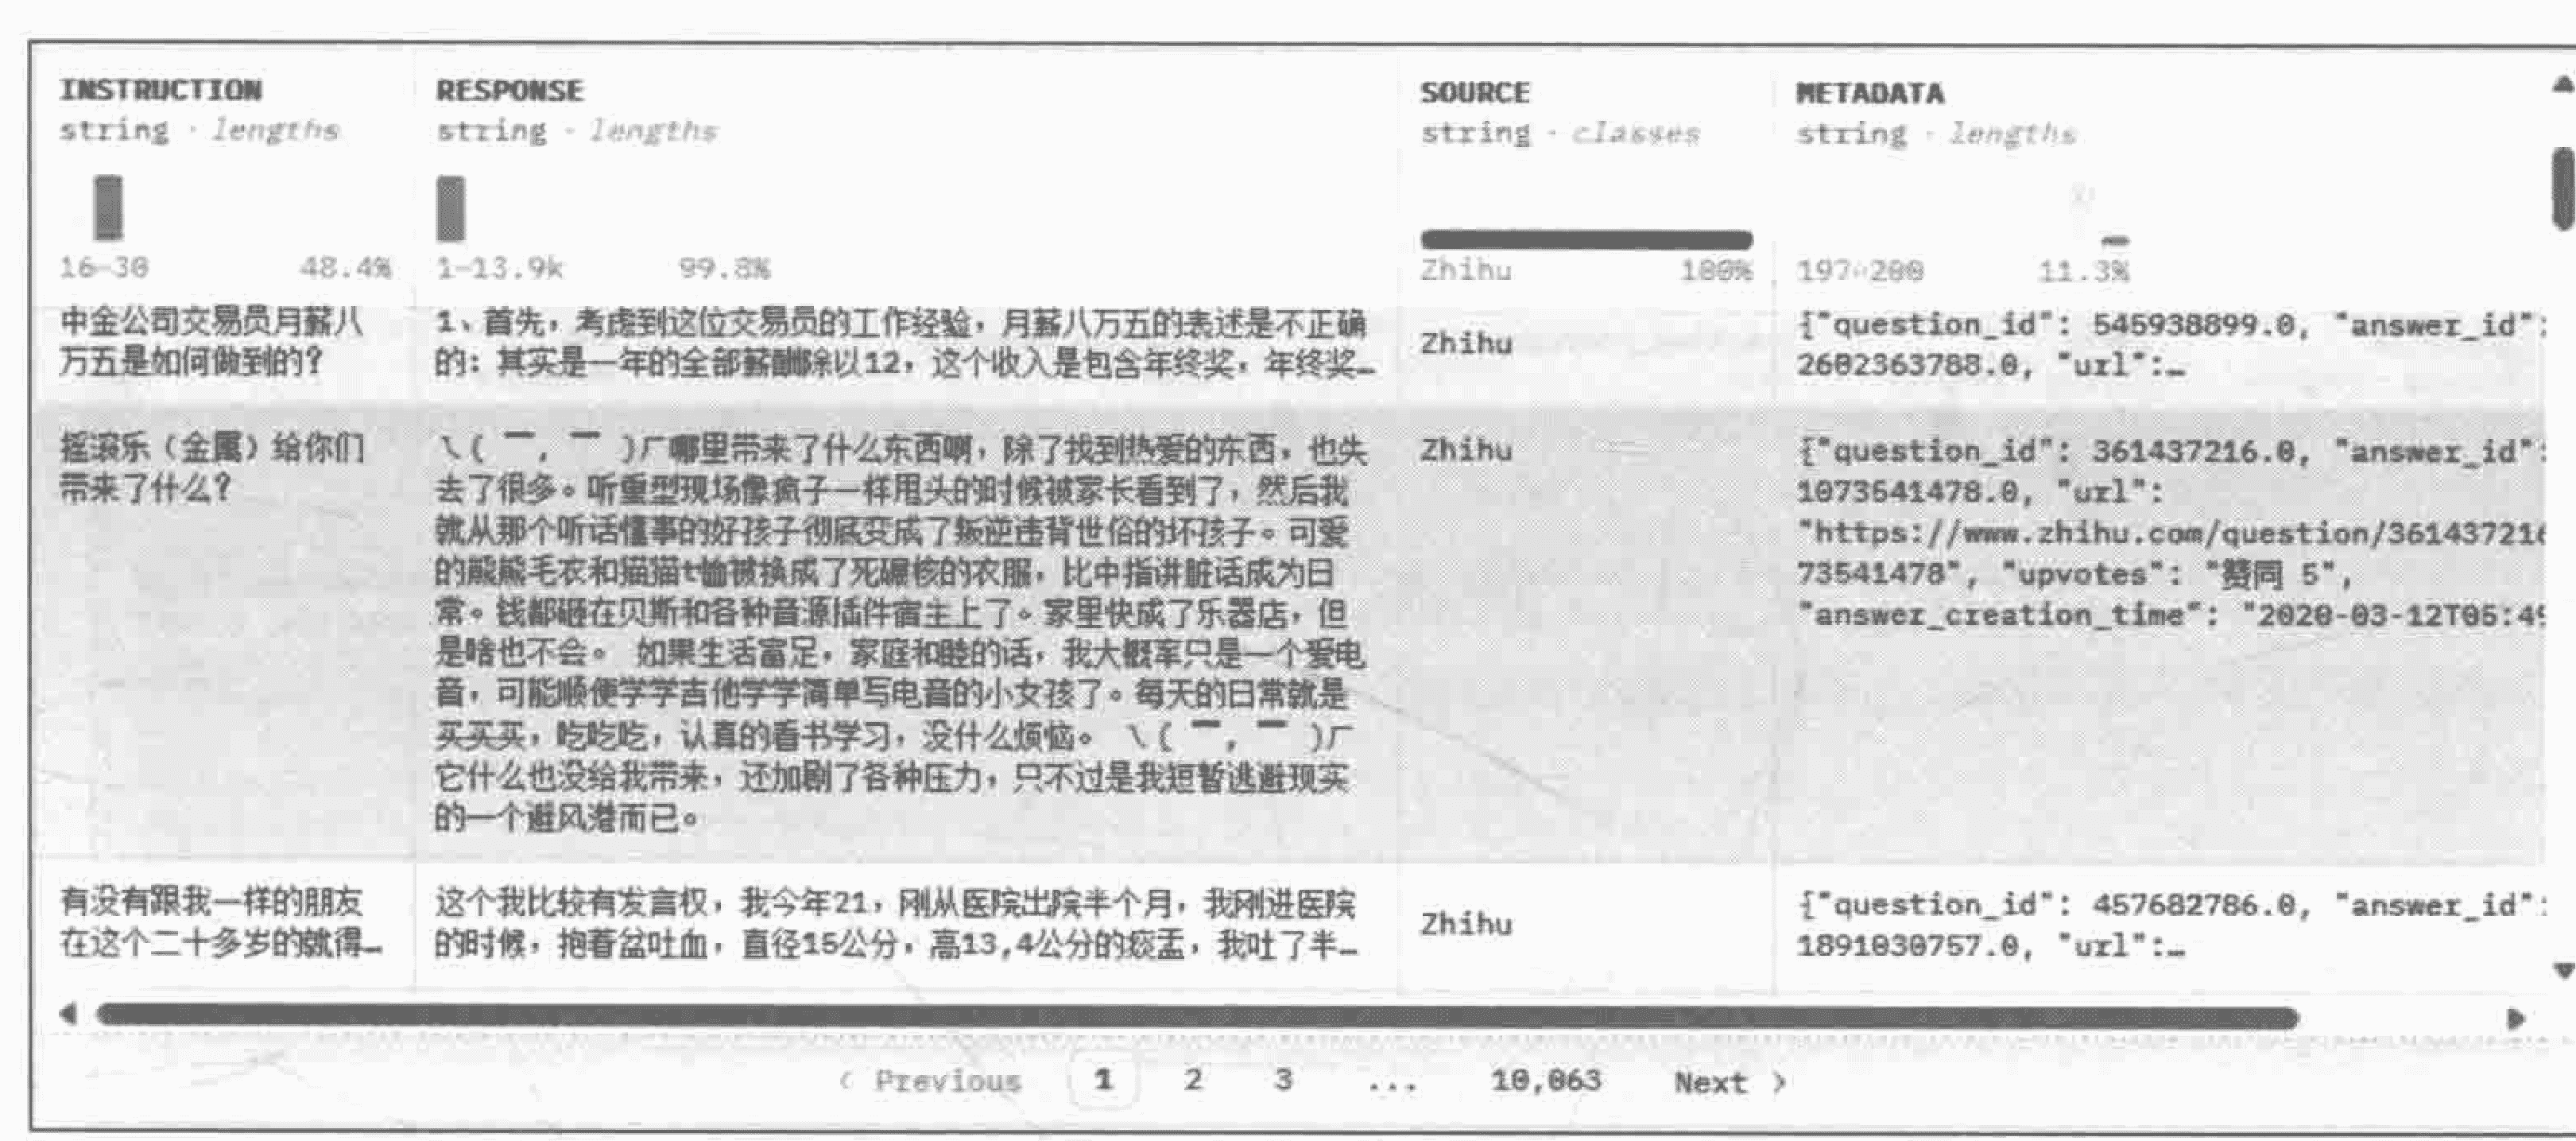 INSTRUCTION
string · lengths
16–30 48.4%
RESPONSE
string · lengths
1–13.9k 99.8%
SOURCE
string · classes
Zhihu 100%
METADATA
string · lengths
197–200 11.3%
中金公司交易员月薪八
万五是如何做到的？
1、首先，考虑到这位交易员的工作经验，月薪八万五的表述是不正确
的：其实是一年的全部薪酬除以12，这个收入是包含年终奖，年终奖…
Zhihu
{"question_id": 545938899.0, "answer_id":
2602363788.0, "url":…
摇滚乐（金属）给你们
带来了什么？
╲( ￣, ￣ )厂哪里带来了什么东西啊，除了找到热爱的东西，也失
去了很多。听重型现场像疯子一样甩头的时候被家长看到了，然后我
就从那个听话懂事的好孩子彻底变成了叛逆违背世俗的坏孩子。可爱
的熊熊毛衣和猫猫t恤被换成了死碾核的衣服，比中指讲脏话成为日
常。钱都砸在贝斯和各种音源插件宿主上了。家里快成了乐器店，但
是啥也不会。 如果生活富足，家庭和睦的话，我大概率只是一个爱电
音，可能顺便学学吉他学学简单写电音的小女孩了。每天的日常就是
买买买，吃吃吃，认真的看书学习，没什么烦恼。 ╲( ￣, ￣ )厂
它什么也没给我带来，还加剧了各种压力，只不过是我短暂逃避现实
的一个避风港而已。
Zhihu
{"question_id": 361437216.0, "answer_id":
1073541478.0, "url":
"https://www.zhihu.com/question/361437216
73541478", "upvotes": "赞同 5",
"answer_creation_time": "2020-03-12T05:49
有没有跟我一样的朋友
在这个二十多岁的就得…
这个我比较有发言权，我今年21，刚从医院出院半个月，我刚进医院
的时候，抱着盆吐血，直径15公分，高13,4公分的痰盂，我吐了半…
Zhihu
{"question_id": 457682786.0, "answer_id":
1891030757.0, "url":…
‹ Previous 1 2 3 ... 10,063 Next ›